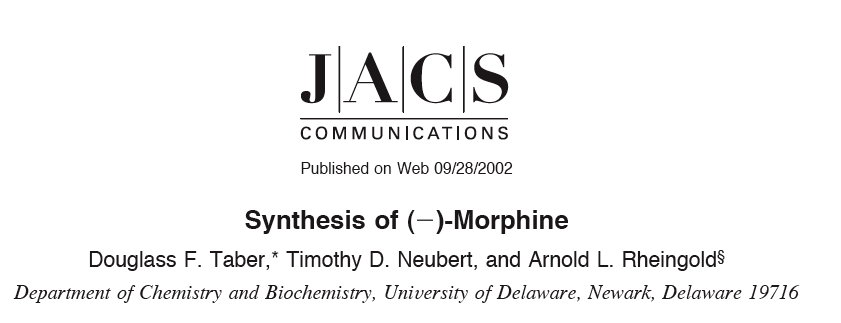 J|A|C|S
COMMUNICATIONS
Published on Web 09/28/2002
Synthesis of (−)-Morphine
Douglass F. Taber,* Timothy D. Neubert, and Arnold L. Rheingold§
Department of Chemistry and Biochemistry, University of Delaware, Newark, Delaware 19716